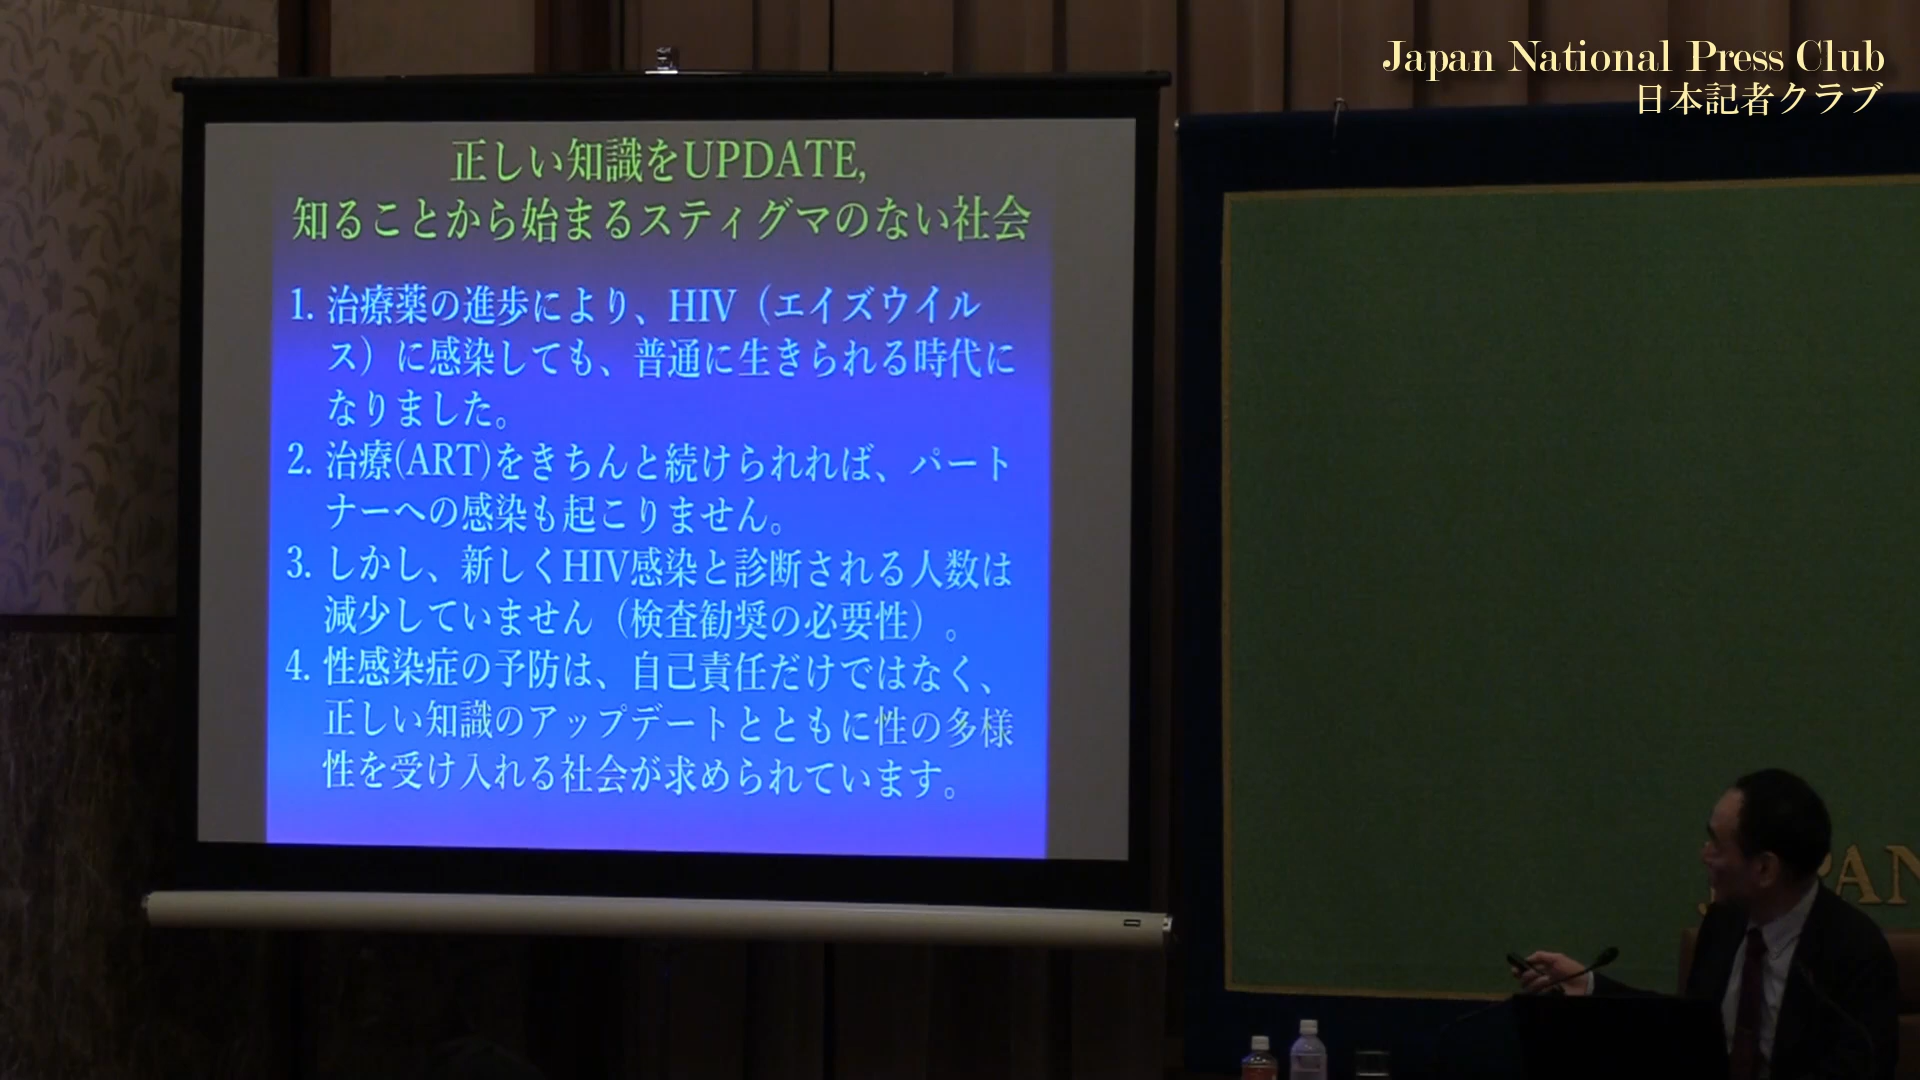 Japan National Press Club
日本記者クラブ
正しい知識をUPDATE,
知ることから始まるスティグマのない社会
1. 治療薬の進歩により、HIV（エイズウイル
ス）に感染しても、普通に生きられる時代に
なりました。
2. 治療(ART)をきちんと続けられれば、パート
ナーへの感染も起こりません。
3. しかし、新しくHIV感染と診断される人数は
減少していません（検査勧奨の必要性）。
4. 性感染症の予防は、自己責任だけではなく、
正しい知識のアップデートとともに性の多様
性を受け入れる社会が求められています。